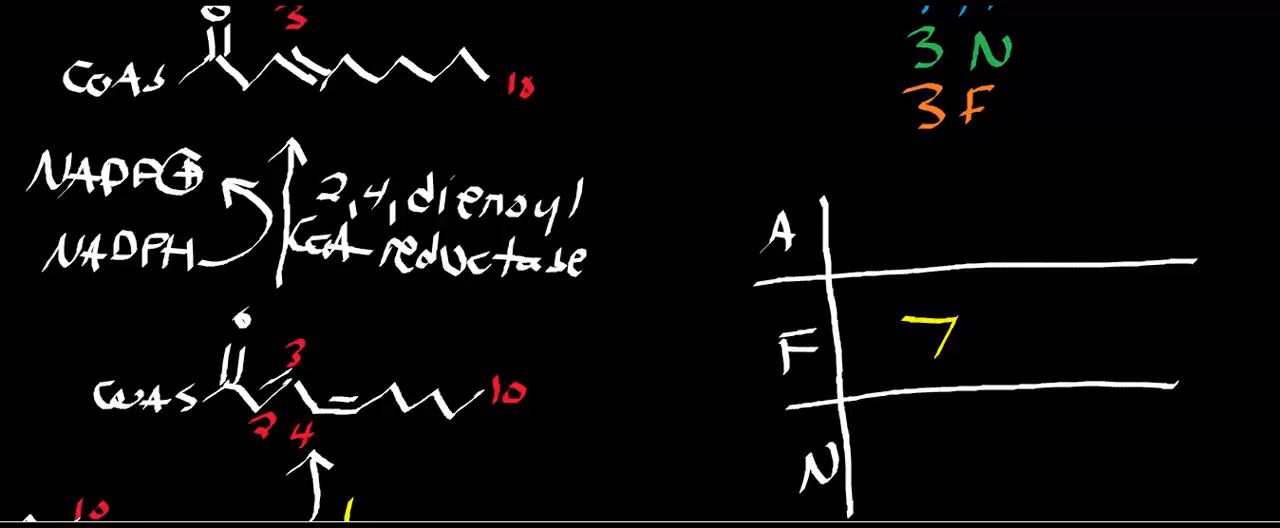 O
3
CoAS
18
NADP+
NADPH
2,4, dienoyl
CoA reductase
O
3
CoAS
10
2 4
10
3 N
3 F
A
F
7
N